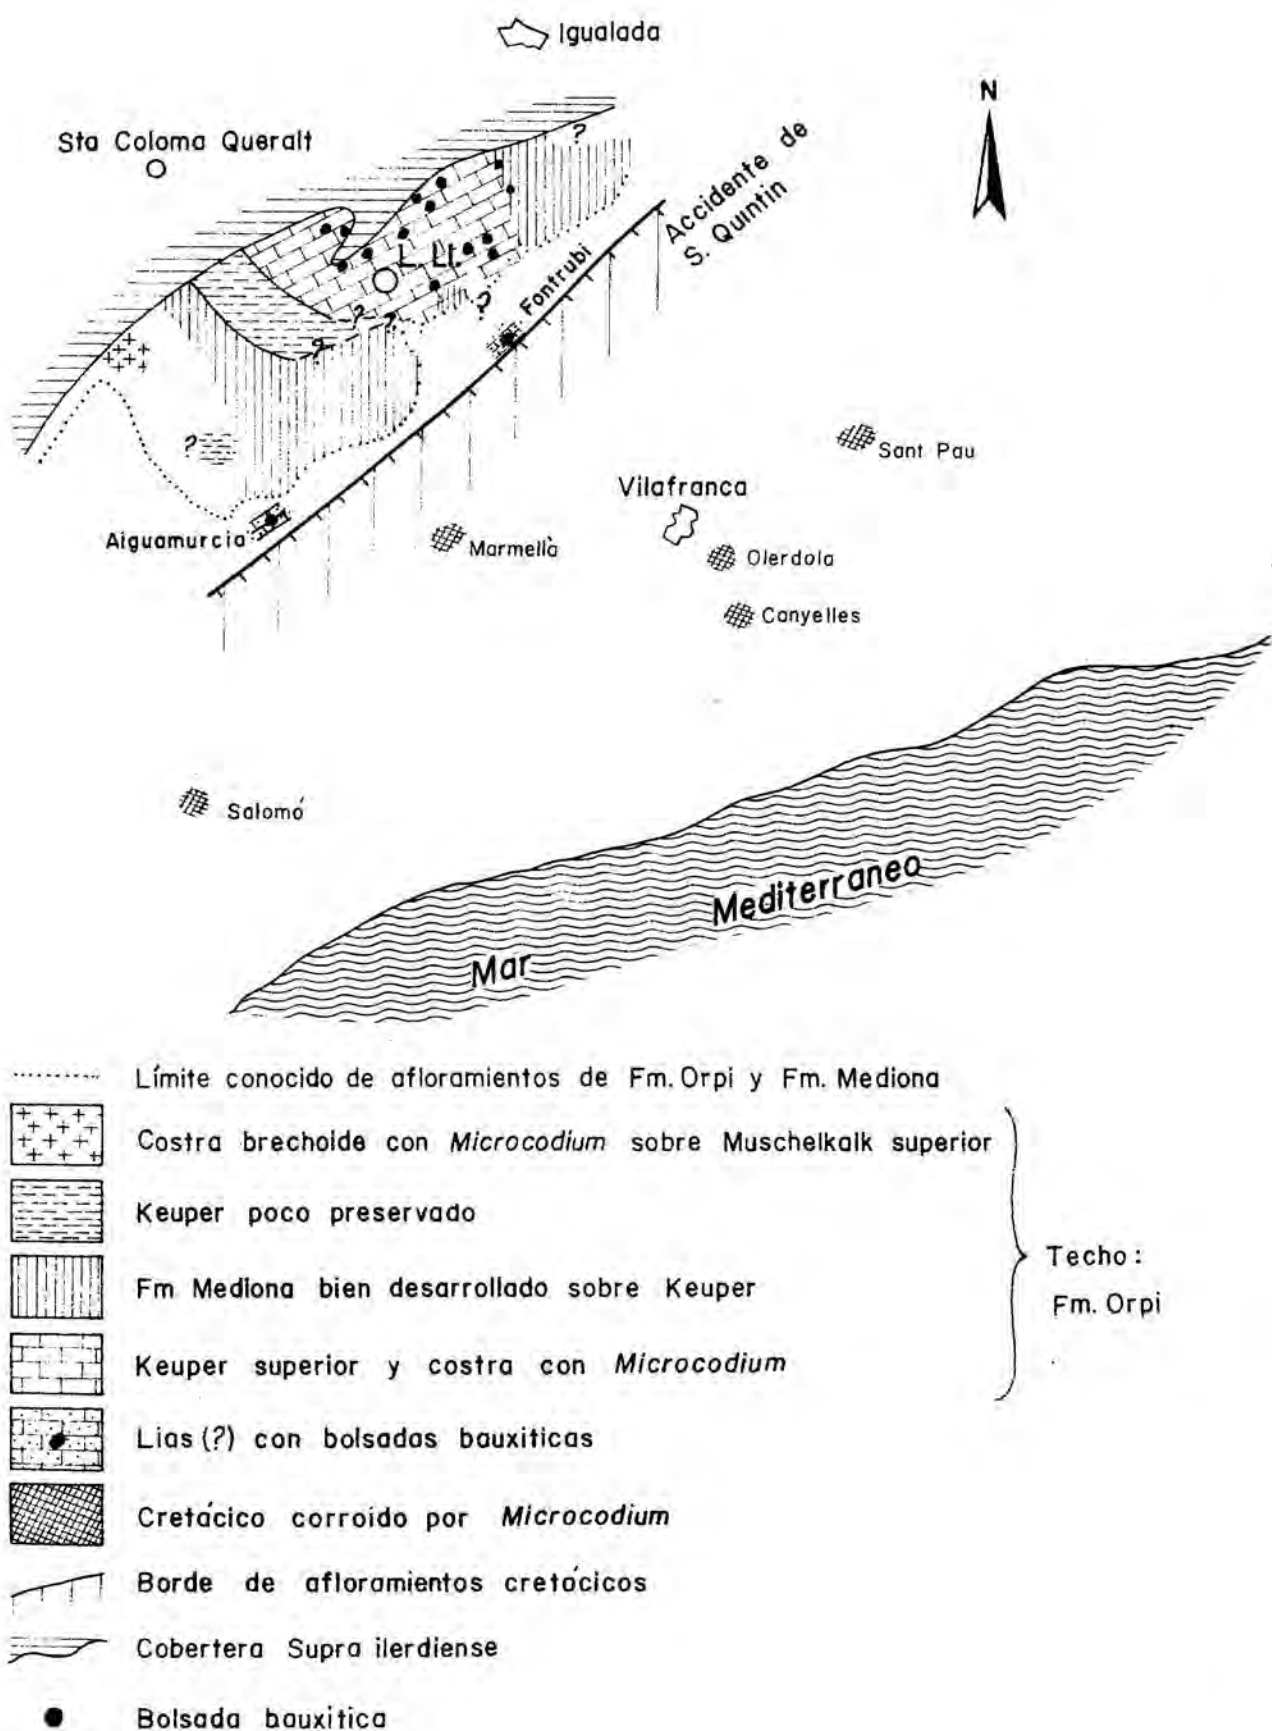 Igualada
N
Sta Coloma Queralt
?
Accidente de
S. Quintin
L. Ll.
Fontrubi
?
?
?
?
?
Sant Pau
Vilafranca
Aiguamurcia
Marmellà
Olerdola
Canyelles
Salomó
Mar Mediterraneo
Límite conocido de afloramientos de Fm. Orpi y Fm. Mediona
Costra brechoide con Microcodium sobre Muschelkalk superior
Keuper poco preservado
Fm Mediona bien desarrollado sobre Keuper
Keuper superior y costra con Microcodium
Techo:
Fm. Orpi
Lias (?) con bolsadas bauxiticas
Cretácico corroido por Microcodium
Borde de afloramientos cretácicos
Cobertera Supra ilerdiense
Bolsada bauxitica